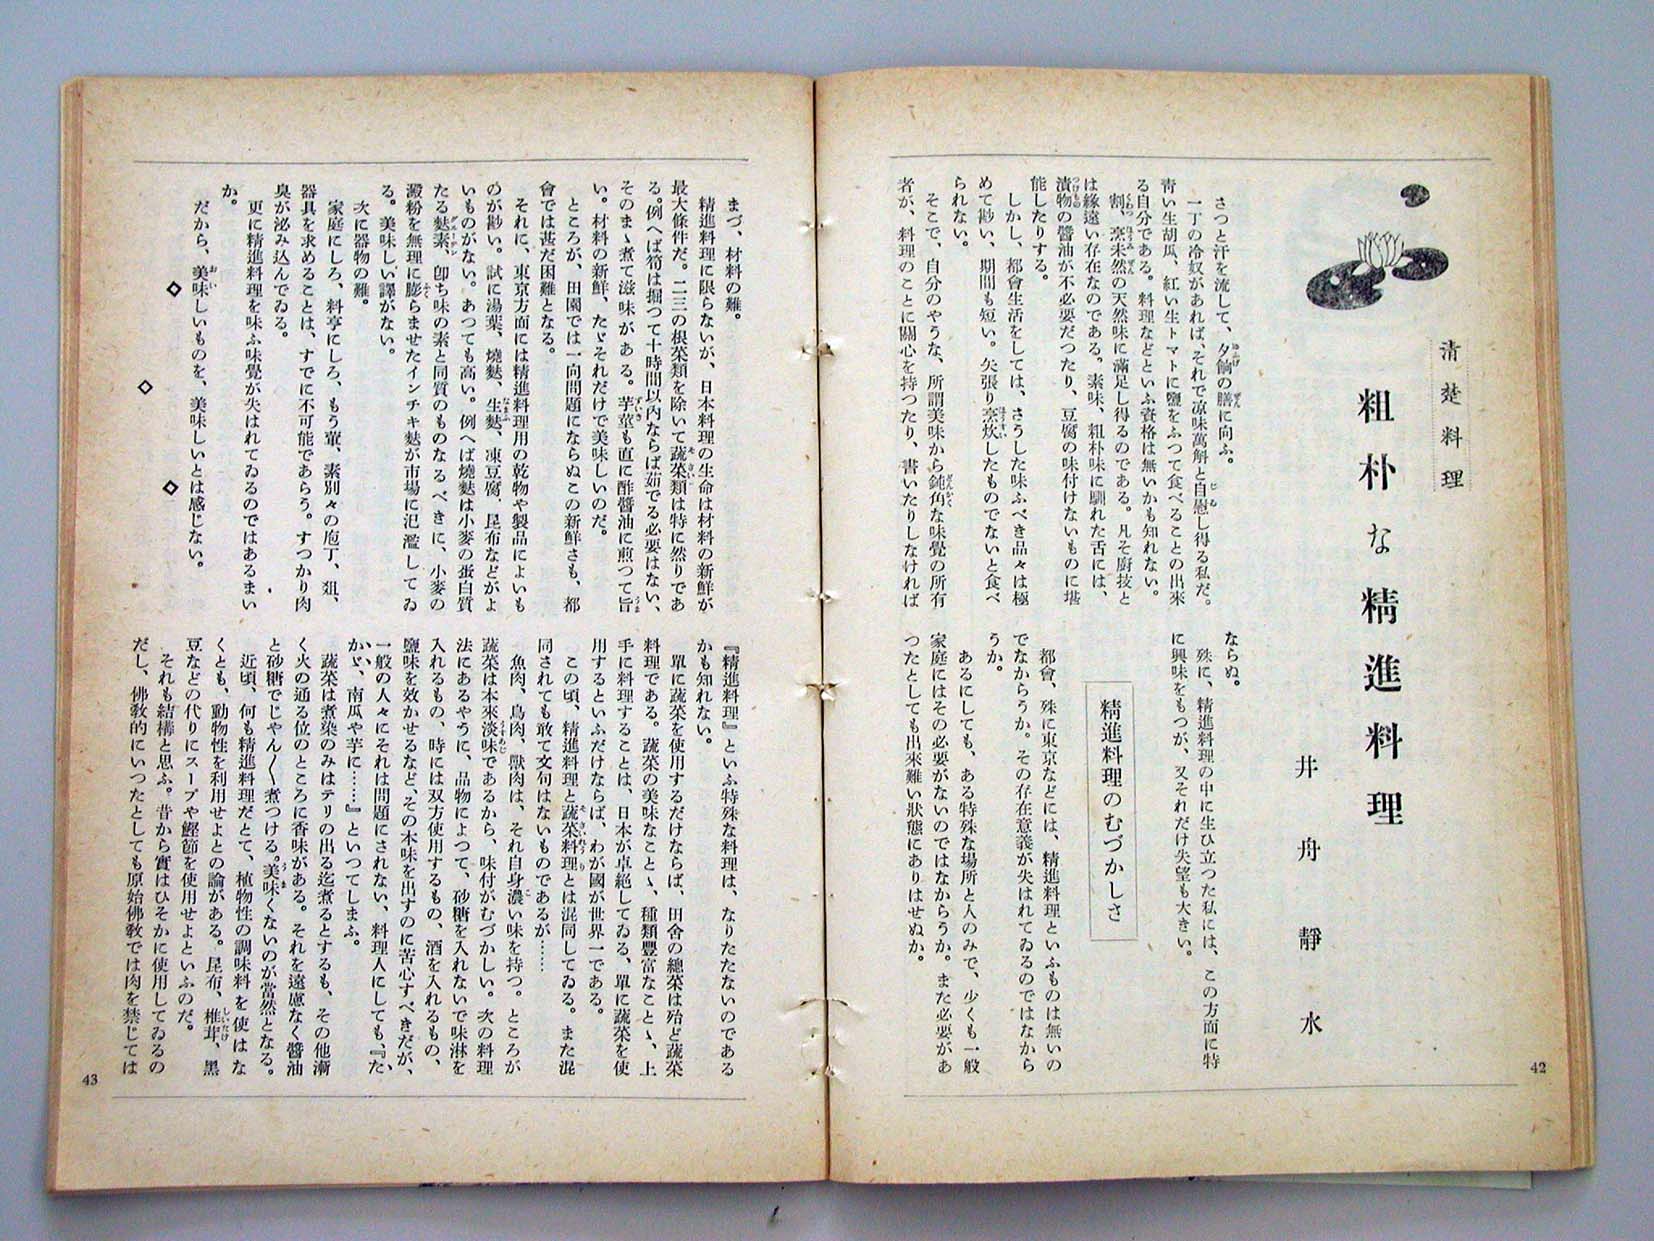 清楚料理
粗朴な精進料理
井舟靜水
さつと汗を流して、夕餉の膳に向ふ。
一丁の冷奴があれば、それで凉味萬斛と自慰し得る私だ。
靑い生胡瓜、紅い生トマトに鹽をふつて食べることの出來
る自分である。料理などといふ資格は無いかも知れない。
割、烹未然の天然味に滿足し得るのである。凡そ厨技と
は緣遠い存在なのである。素味、粗朴味に馴れた舌には、
漬物の醬油が不必要だつたり、豆腐の味付けないものに堪
能したりする。
しかし、都會生活をしては、さうした味ふべき品々は極
めて尠い、期間も短い。矢張り烹炊したものでないと食べ
られない。
そこで、自分のやうな、所謂美味から鈍角な味覺の所有
者が、料理のことに關心を持つたり、書いたりしなければ
ならぬ。
殊に、精進料理の中に生ひ立つた私には、この方面に特
に興味をもつが、又それだけ失望も大きい。
精進料理のむづかしさ
都會、殊に東京などには、精進料理といふものは無いの
でなからうか。その存在意義が失はれてゐるのではなから
うか。
あるにしても、ある特殊な場所と人のみで、少くも一般
家庭にはその必要がないのではなからうか。また必要があ
つたとしても出來難い狀態にありはせぬか。
42
まづ、材料の難。
精進料理に限らないが、日本料理の生命は材料の新鮮が
最大條件だ。二三の根菜類を除いて蔬菜類は特に然りであ
る。例へば筍は掘つて十時間以內ならば茹でる必要はない、
そのまゝ煮て滋味がある。芋莖も直に酢醬油に煎つて旨
い。材料の新鮮、たゞそれだけで美味しいのだ。
ところが、田園では一向問題にならぬこの新鮮さも、都
會では甚だ困難となる。
それに、東京方面には精進料理用の乾物や製品によいも
のが尠い。試に湯葉、燒麩、生麩、凍豆腐、昆布などがよ
いものがない。あつても高い。例へば燒麩は小麥の蛋白質
たる麩素、卽ち味の素と同質のものなるべきに、小麥の
澱粉を無理に膨らませたインチキ麩が市場に氾濫してゐ
る。美味しい譯がない。
次に器物の難。
家庭にしろ、料亭にしろ、もう葷、素別々の庖丁、俎、
器具を求めることは、すでに不可能であらう。すつかり肉
臭が泌み込んでゐる。
更に精進料理を味ふ味覺が失はれてゐるのではあるまい
か。
だから、美味しいものを、美味しいとは感じない。
◇ ◇ ◇
『精進料理』といふ特殊な料理は、なりたたないのである
かも知れない。
單に蔬菜を使用するだけならば、田舍の總菜は殆ど蔬菜
料理である。蔬菜の美味なことゝ、種類豐富なことゝ、上
手に料理することは、日本が卓絕してゐる、單に蔬菜を使
用するといふだけならば、わが國が世界一である。
この頃、精進料理と蔬菜料理とは混同してゐる。また混
同されても敢て文句はないものであるが……
魚肉、鳥肉、獸肉は、それ自身濃い味を持つ。ところが
蔬菜は本來淡味であるから、味付がむづかしい。次の料理
法にあるやうに、品物によつて、砂糖を入れないで味淋を
入れるもの、時には双方使用するもの、酒を入れるもの、
鹽味を效かせるなど、その本味を出すのに苦心すべきだが、
一般の人々にそれは問題にされない、料理人にしても、『た
かゞ、南瓜や芋に……』といつてしまふ。
蔬菜は煮染のみはテリの出る迄煮るとするも、その他漸
く火の通る位のところに香味がある。それを遠慮なく醬油
と砂糖でじやん〳〵煮つける。美味くないのが當然となる。
近頃、何も精進料理だとて、植物性の調味料を使はな
くとも、動物性を利用せよとの論がある。昆布、椎茸、黑
豆などの代りにスープや鰹節を使用せよといふのだ。
それも結構と思ふ。昔から實はひそかに使用してゐるの
だし、佛敎的にいつたとしても原始佛敎では肉を禁じては
43